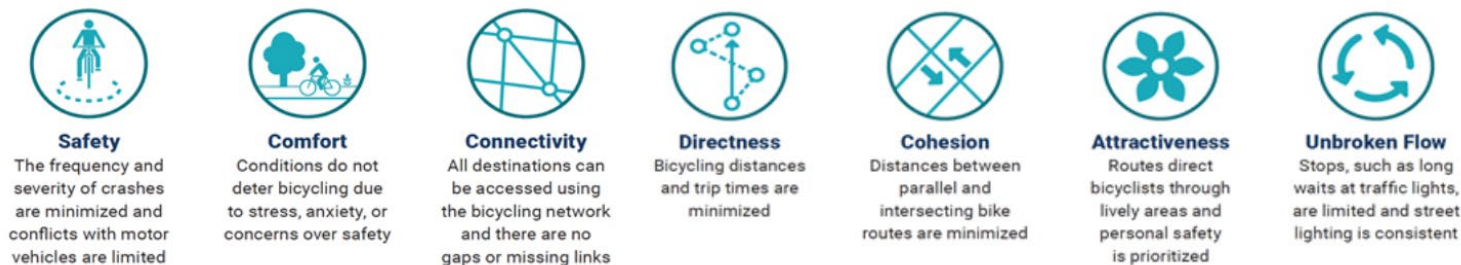 Safety
The frequency and
severity of crashes
are minimized and
conflicts with motor
vehicles are limited
Comfort
Conditions do not
deter bicycling due
to stress, anxiety, or
concerns over safety
Connectivity
All destinations can
be accessed using
the bicycling network
and there are no
gaps or missing links
Directness
Bicycling distances
and trip times are
minimized
Cohesion
Distances between
parallel and
intersecting bike
routes are minimized
Attractiveness
Routes direct
bicyclists through
lively areas and
personal safety
is prioritized
Unbroken Flow
Stops, such as long
waits at traffic lights,
are limited and street
lighting is consistent